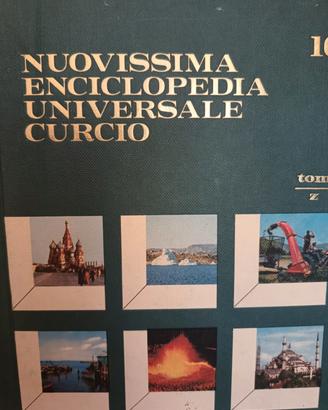 NUOVISSIMA
ENCICLOPEDIA
UNIVERSALE
CURCIO
z